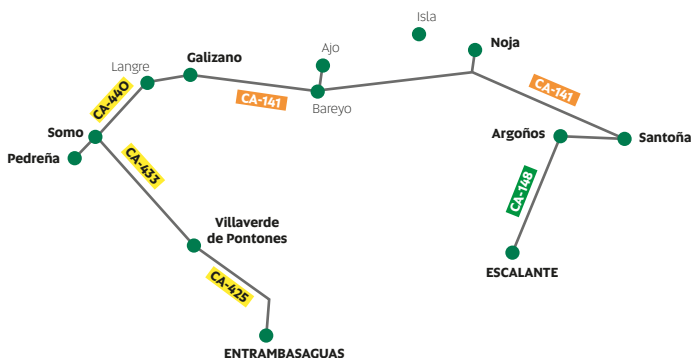 Isla
Noja
Ajo
Galizano
Langre
CA-141
CA-141
CA-440
Bareyo
Somo
Argoños
Santoña
Pedreña
CA-433
CA-148
Villaverde
de Pontones
ESCALANTE
CA-425
ENTRAMBASAGUAS